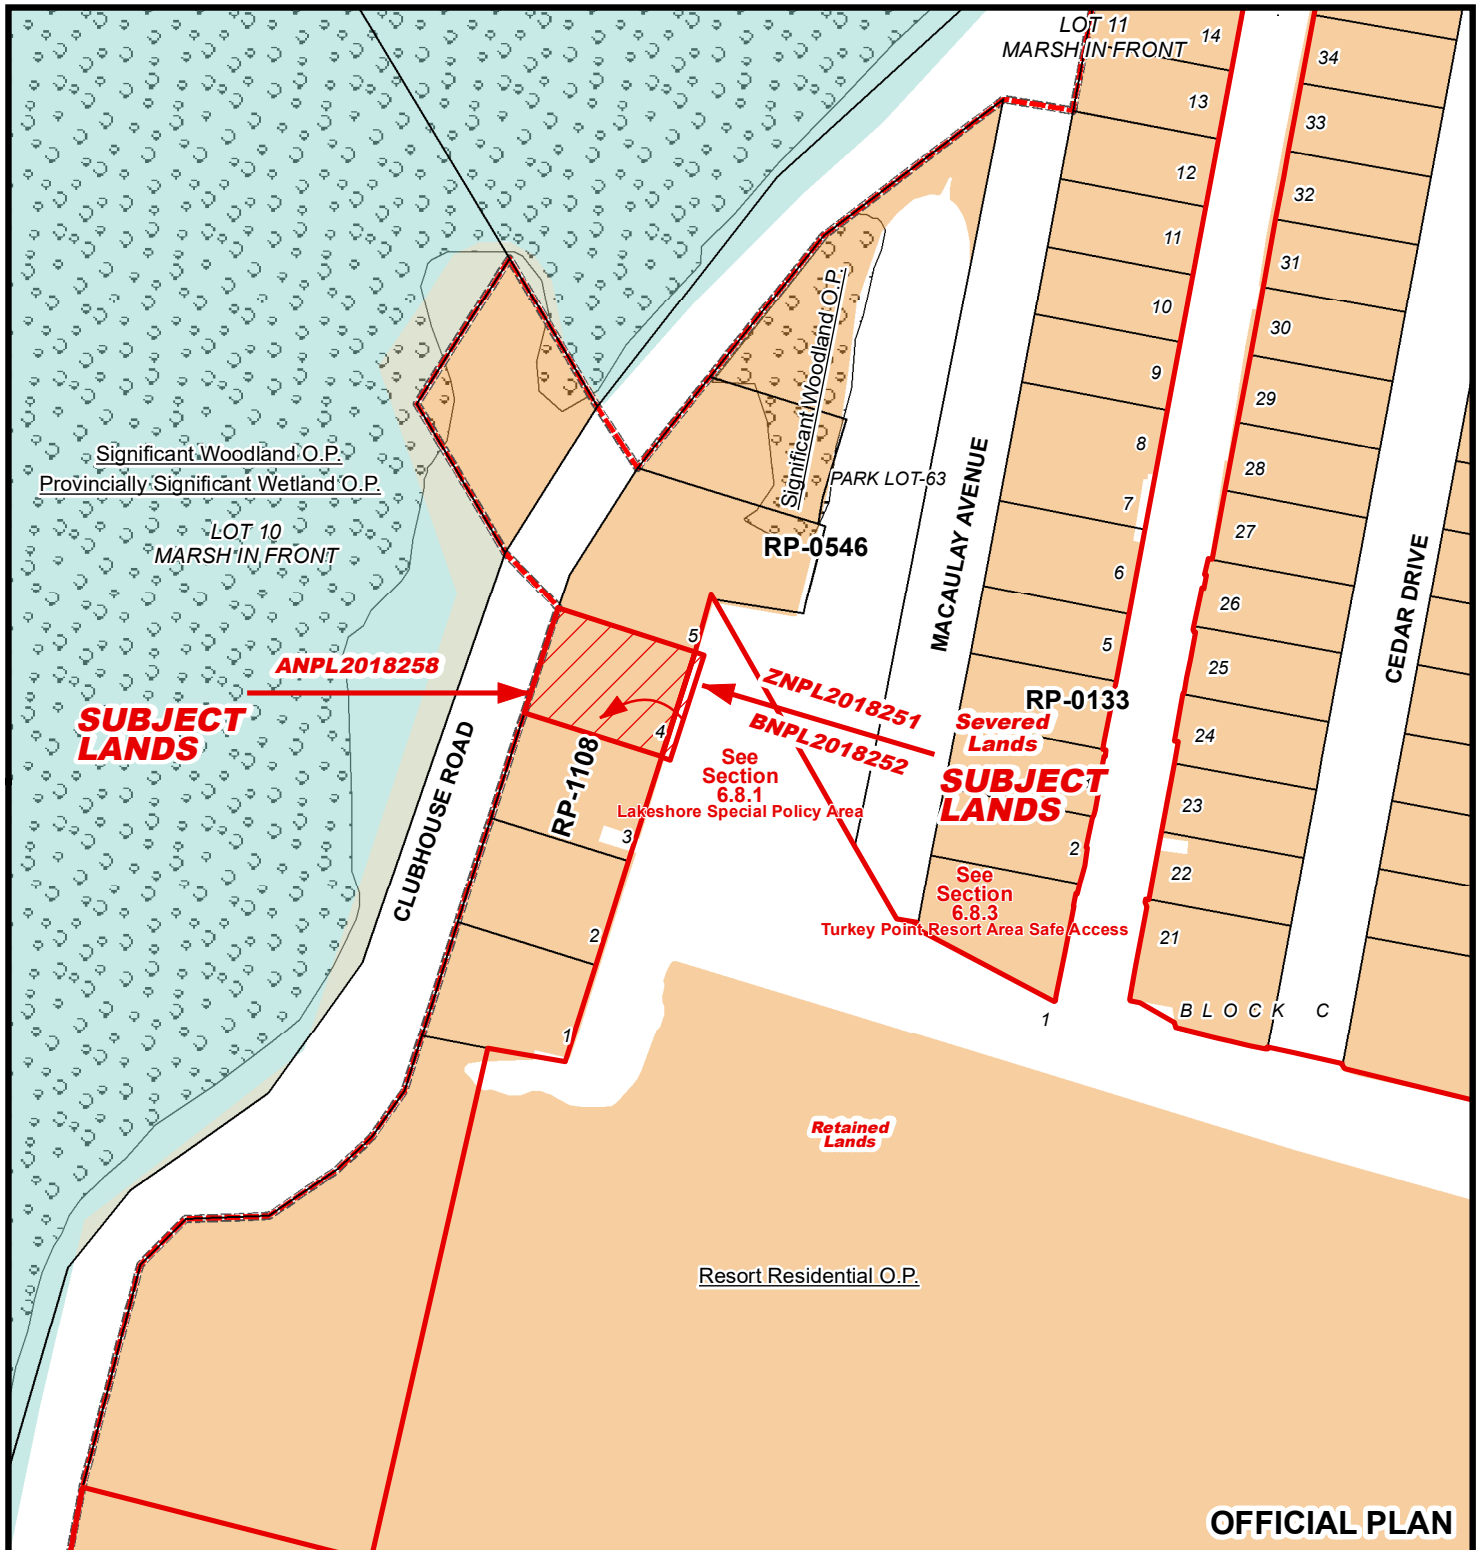 LOT 11
MARSH IN FRONT
14
13
12
11
10
9
8
7
6
5
2
1
34
33
32
31
30
29
28
27
26
25
24
23
22
21
BLOCK C
Significant Woodland O.P.
Provincially Significant Wetland O.P.
LOT 10
MARSH IN FRONT
Significant Woodland O.P.
PARK LOT-63
RP-0546
MACAULAY AVENUE
CEDAR DRIVE
RP-0133
ANPL2018258
SUBJECT
LANDS
CLUBHOUSE ROAD
RP-1108
5
4
3
2
1
ZNPL2018251
BNPL2018252
Severed
Lands
SUBJECT
LANDS
See
Section
6.8.1
Lakeshore Special Policy Area
See
Section
6.8.3
Turkey Point Resort Area Safe Access
Retained
Lands
Resort Residential O.P.
OFFICIAL PLAN